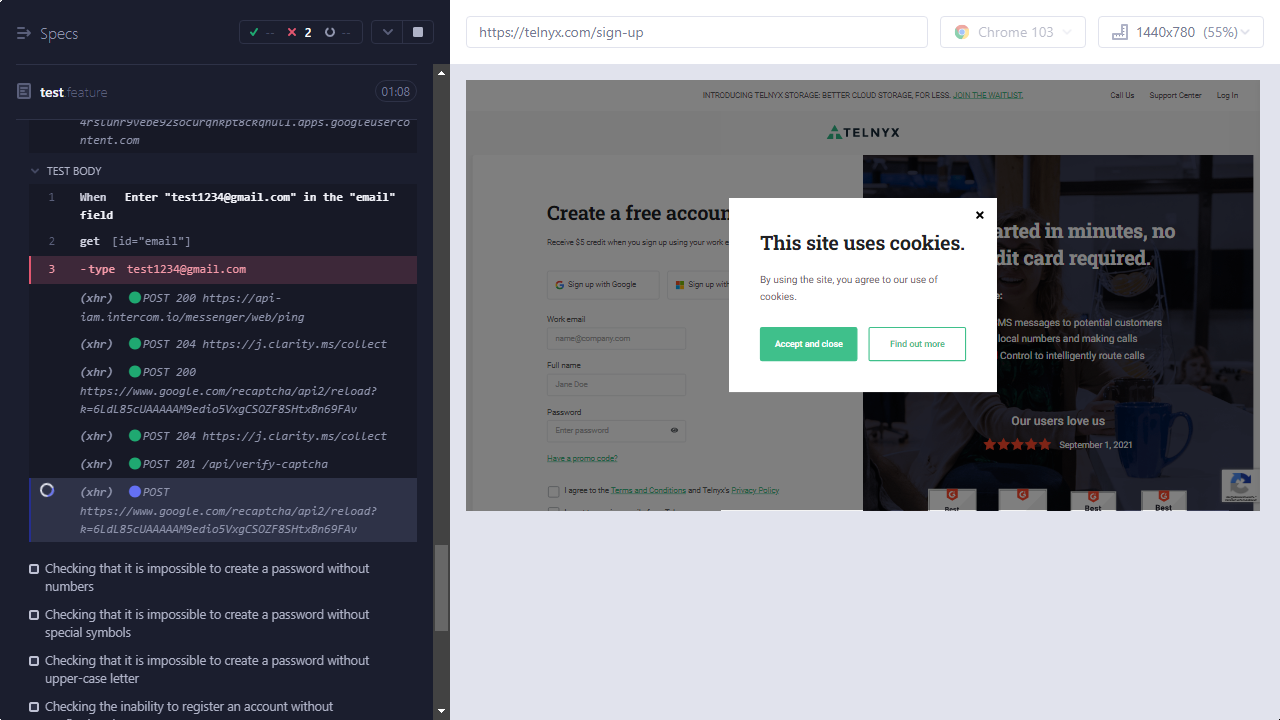 Specs
-- 2 --
https://telnyx.com/sign-up
Chrome 103
1440x780 (55%)
test.feature
01:08
4rslunr9vebe92socurqnkpt8ckqnull.apps.googleuserco
ntent.com
TEST BODY
1 When Enter "test1234@gmail.com" in the "email"
field
2 get [id="email"]
3 -type test1234@gmail.com
(xhr) POST 200 https://api-
iam.intercom.io/messenger/web/ping
(xhr) POST 204 https://j.clarity.ms/collect
(xhr) POST 200
https://www.google.com/recaptcha/api2/reload?
k=6LdL85cUAAAAAM9edio5VxgCSOZF8SHtxBn69FAv
(xhr) POST 204 https://j.clarity.ms/collect
(xhr) POST 201 /api/verify-captcha
(xhr) POST
https://www.google.com/recaptcha/api2/reload?
k=6LdL85cUAAAAAM9edio5VxgCSOZF8SHtxBn69FAv
Checking that it is impossible to create a password without
numbers
Checking that it is impossible to create a password without
special symbols
Checking that it is impossible to create a password without
upper-case letter
Checking the inability to register an account without
INTRODUCING TELNYX STORAGE: BETTER CLOUD STORAGE, FOR LESS. JOIN THE WAITLIST.
Call Us Support Center Log In
TELNYX
Create a free accoun
Receive $5 credit when you sign up using your work e
Sign up with Google
Sign up with
Work email
name@company.com
Full name
Jane Doe
Password
Enter password
Have a promo code?
I agree to the Terms and Conditions and Telnyx's Privacy Policy
This site uses cookies.
By using the site, you agree to our use of
cookies.
Accept and close
Find out more
arted in minutes, no
dit card required.
e:
MS messages to potential customers
local numbers and making calls
Control to intelligently route calls
Our users love us
September 1, 2021
Best
Best
Best